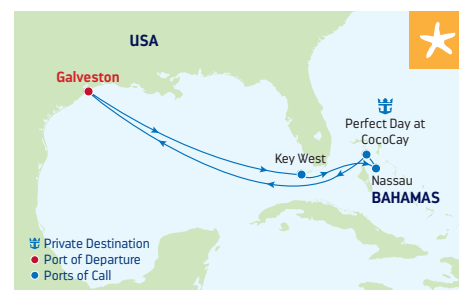 USA
Galveston
Perfect Day at
CocoCay
Key West
Nassau
BAHAMAS
Private Destination
Port of Departure
Ports of Call